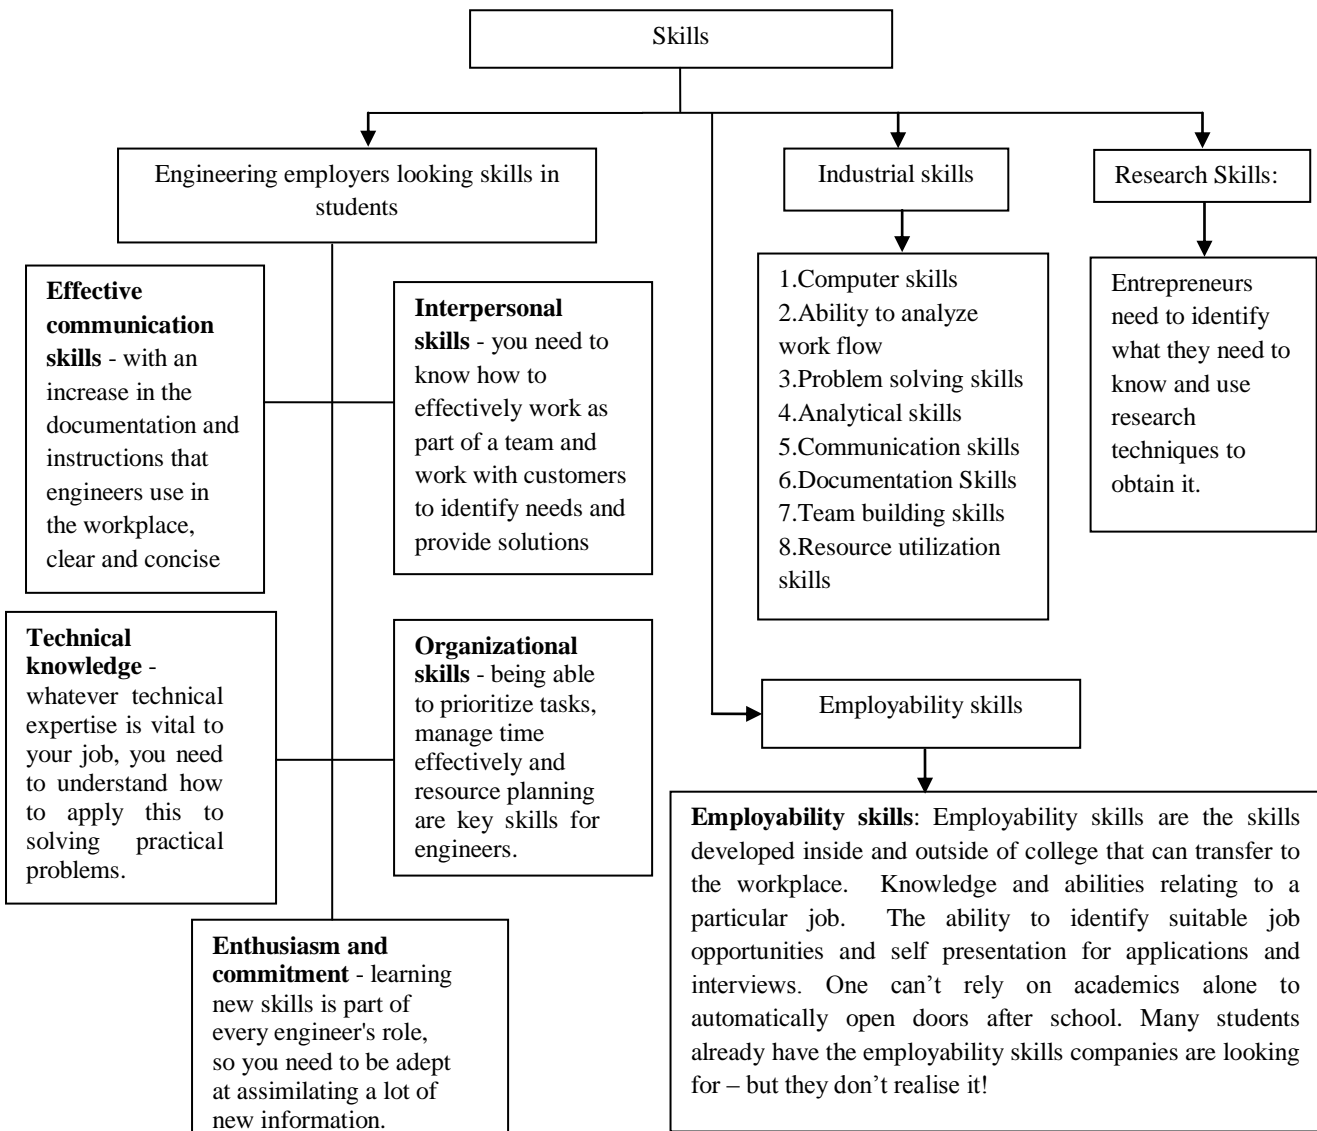 Skills
Engineering employers looking skills in
students
Industrial skills
Research Skills:
Effective
communication
skills - with an
increase in the
documentation and
instructions that
engineers use in
the workplace,
clear and concise
Interpersonal
skills - you need to
know how to
effectively work as
part of a team and
work with customers
to identify needs and
provide solutions
1.Computer skills
2.Ability to analyze
work flow
3.Problem solving skills
4.Analytical skills
5.Communication skills
6.Documentation Skills
7.Team building skills
8.Resource utilization
skills
Entrepreneurs
need to identify
what they need to
know and use
research
techniques to
obtain it.
Technical
knowledge -
whatever technical
expertise is vital to
your job, you need
to understand how
to apply this to
solving practical
problems.
Organizational
skills - being able
to prioritize tasks,
manage time
effectively and
resource planning
are key skills for
engineers.
Employability skills
Employability skills: Employability skills are the skills
developed inside and outside of college that can transfer to
the workplace. Knowledge and abilities relating to a
particular job. The ability to identify suitable job
opportunities and self presentation for applications and
interviews. One can't rely on academics alone to
automatically open doors after school. Many students
already have the employability skills companies are looking
for – but they don't realise it!
Enthusiasm and
commitment - learning
new skills is part of
every engineer's role,
so you need to be adept
at assimilating a lot of
new information.